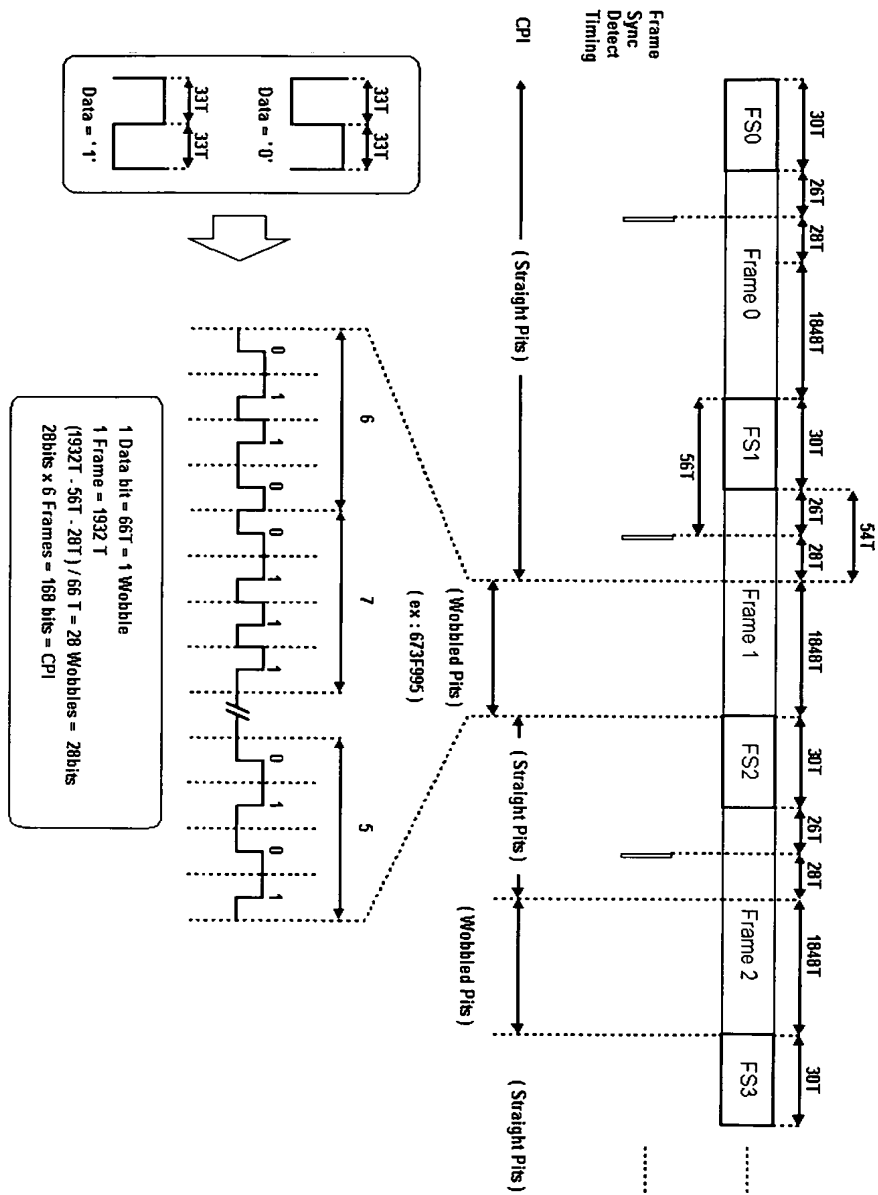 54T
30T 26T 28T 1848T 30T 26T 28T 1848T 30T 26T 28T 1848T 30T
FS0 Frame 0 FS1 Frame 1 FS2 Frame 2 FS3
56T
Frame
Sync
Detect
Timing
CPI
( Straight Pits )
( Wobbled Pits )
( ex : 673F995 )
( Straight Pits )
( Wobbled Pits )
( Straight Pits )
6 7 5
0 1 1 0 0 1 1 1 0 1 0 1
33T 33T
Data = '0'
33T 33T
Data = '1'
1 Data bit = 66T = 1 Wobble
1 Frame = 1932 T
(1932T - 56T - 28T ) / 66 T = 28 Wobbles = 28bits
28bits x 6 Frames = 168 bits = CPI